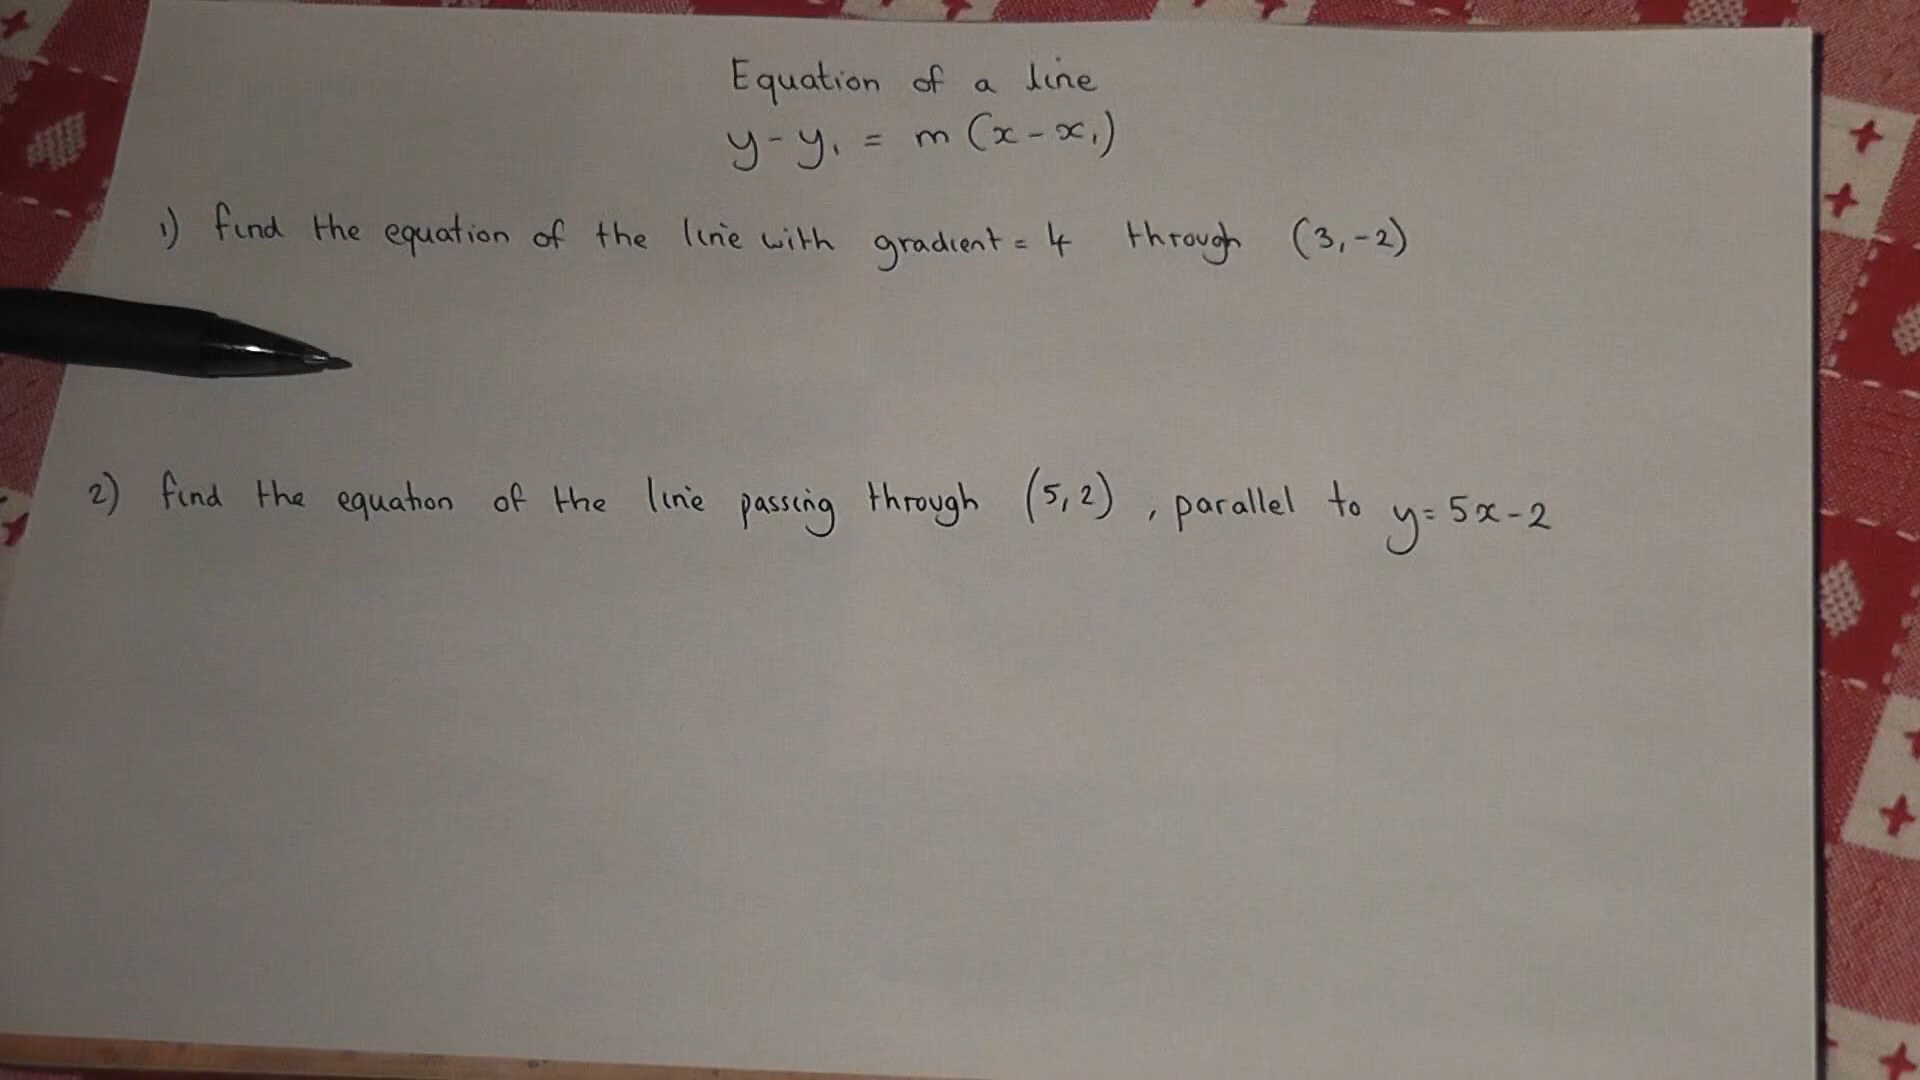 Equation of a line
y - y₁ = m (x - x₁)
1) find the equation of the line with gradient = 4 through (3, -2)
2) find the equation of the line passing through (5, 2) , parallel to y = 5x - 2